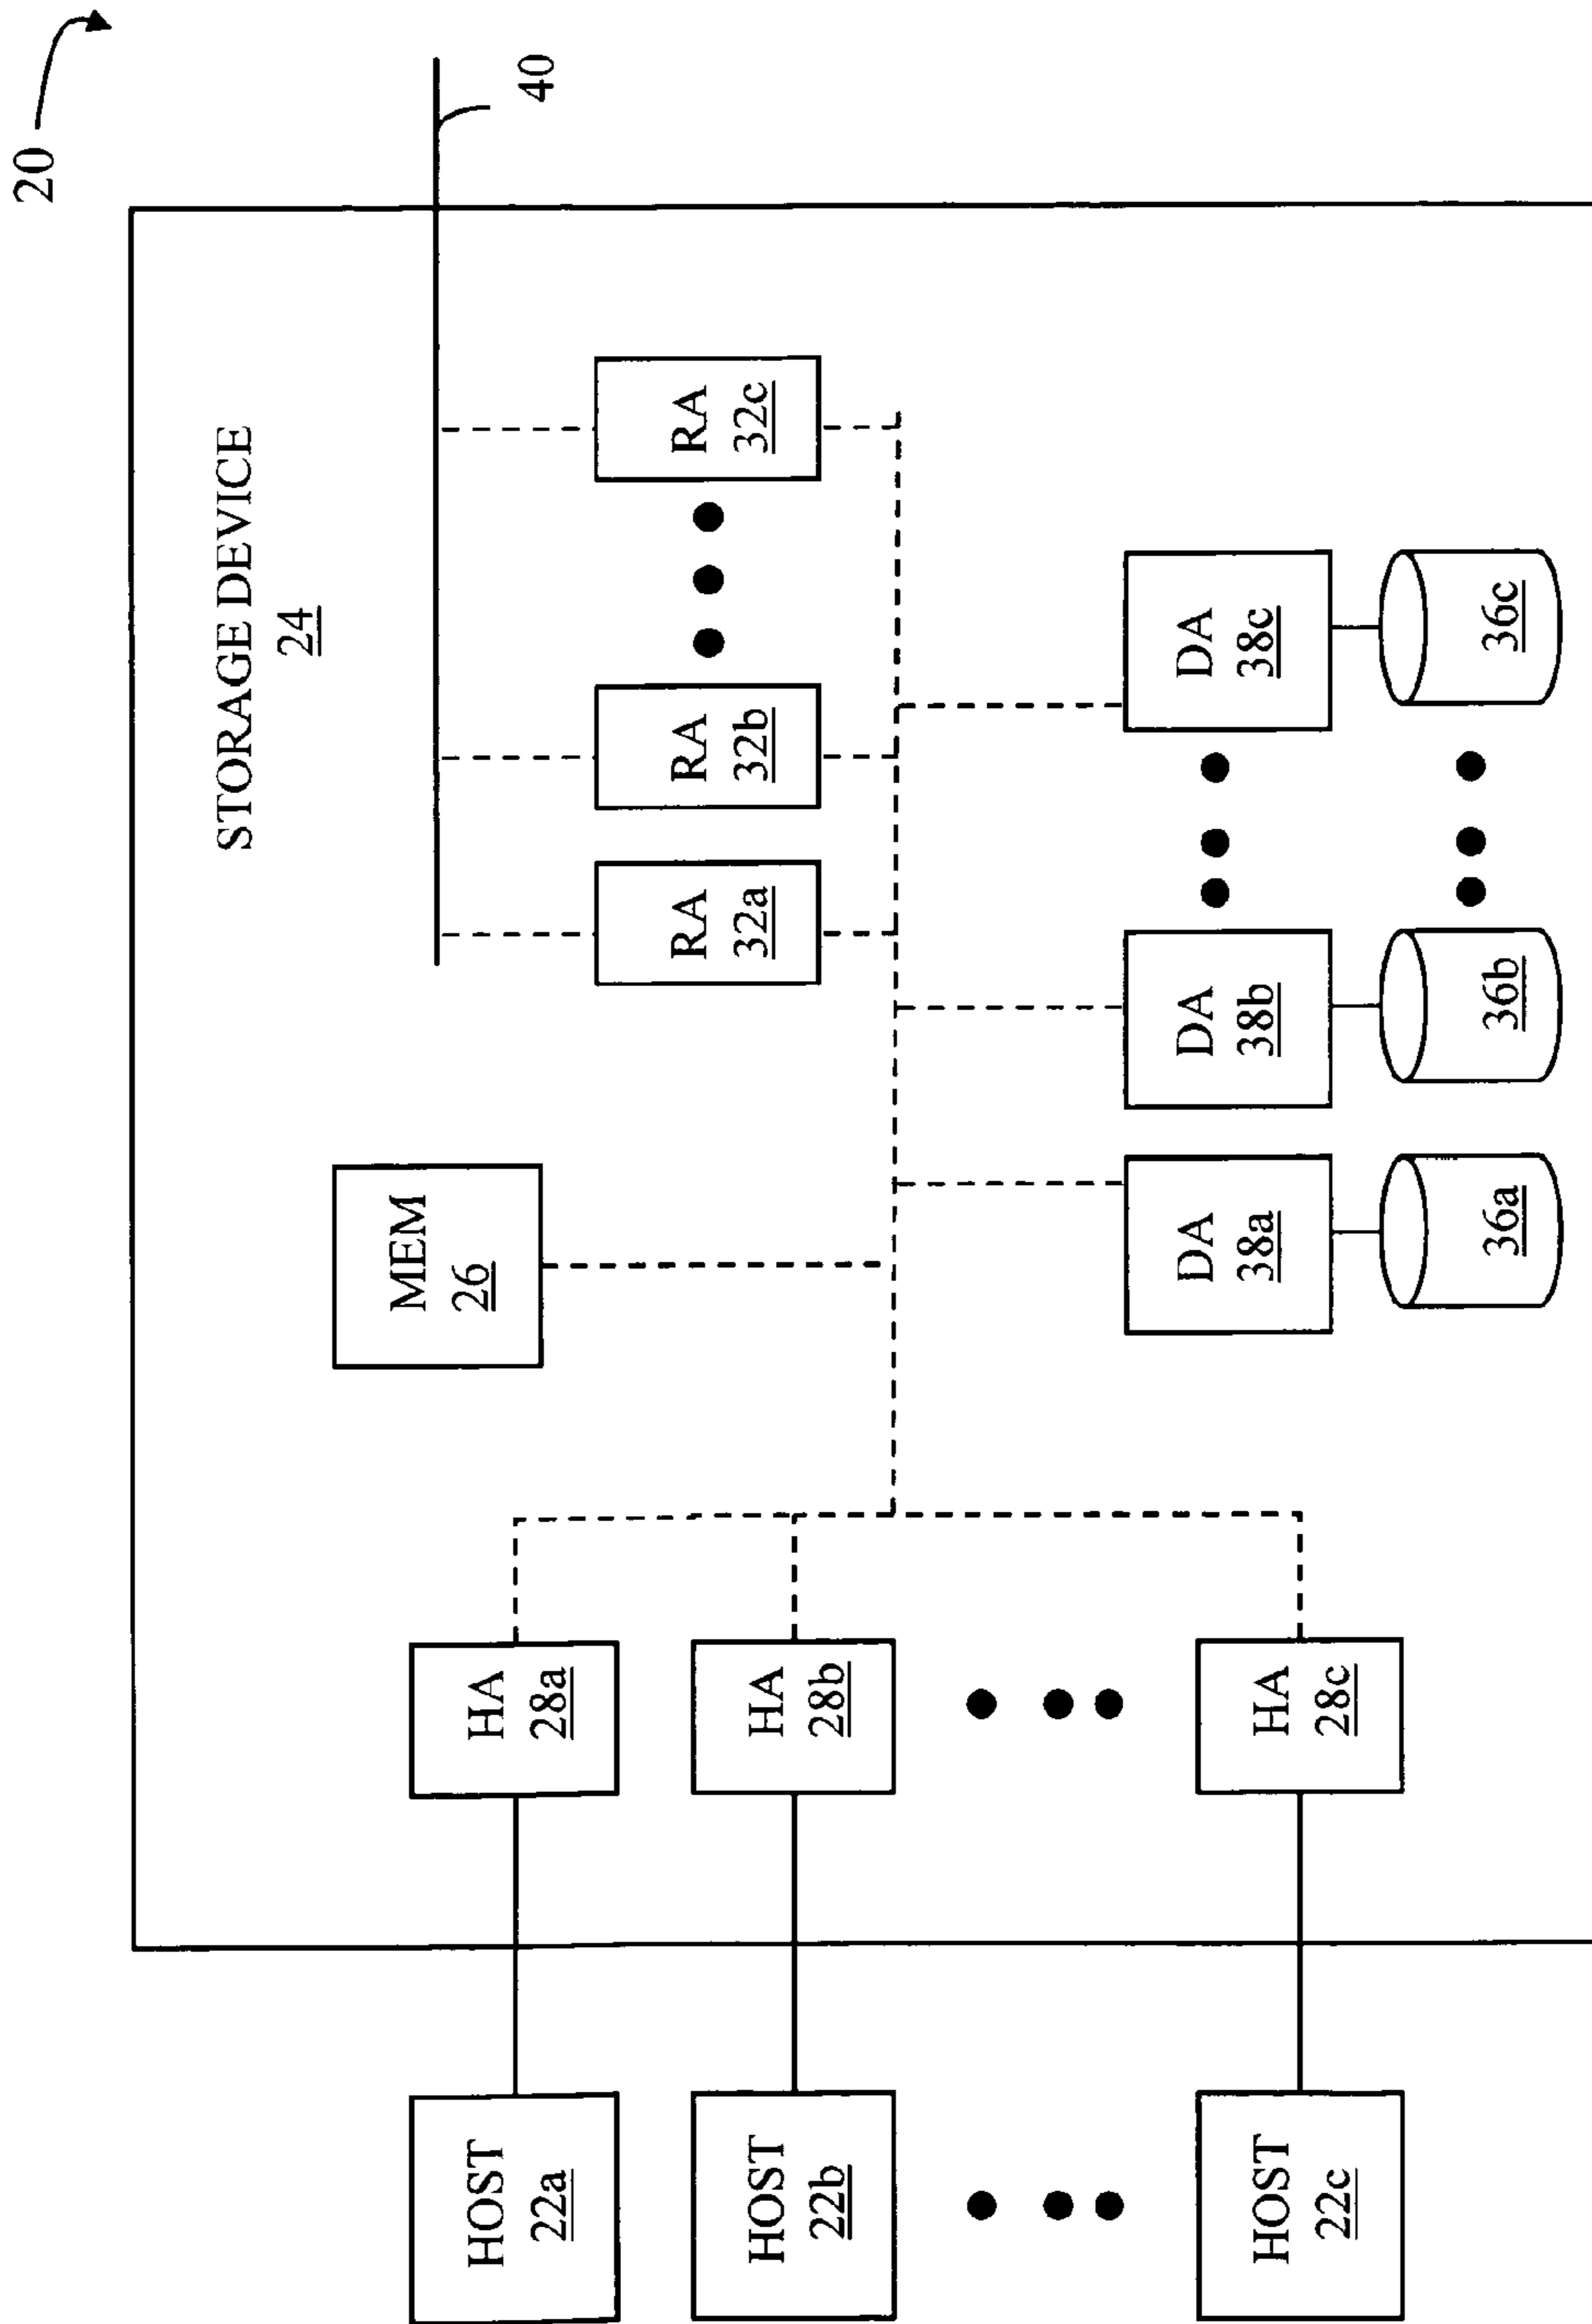 20
40
STORAGE DEVICE
24
MEM
26
RA
32a
RA
32b
RA
32c
HOST
22a
HA
28a
HOST
22b
HA
28b
HOST
22c
HA
28c
DA
38a
DA
38b
DA
38c
36a
36b
36c